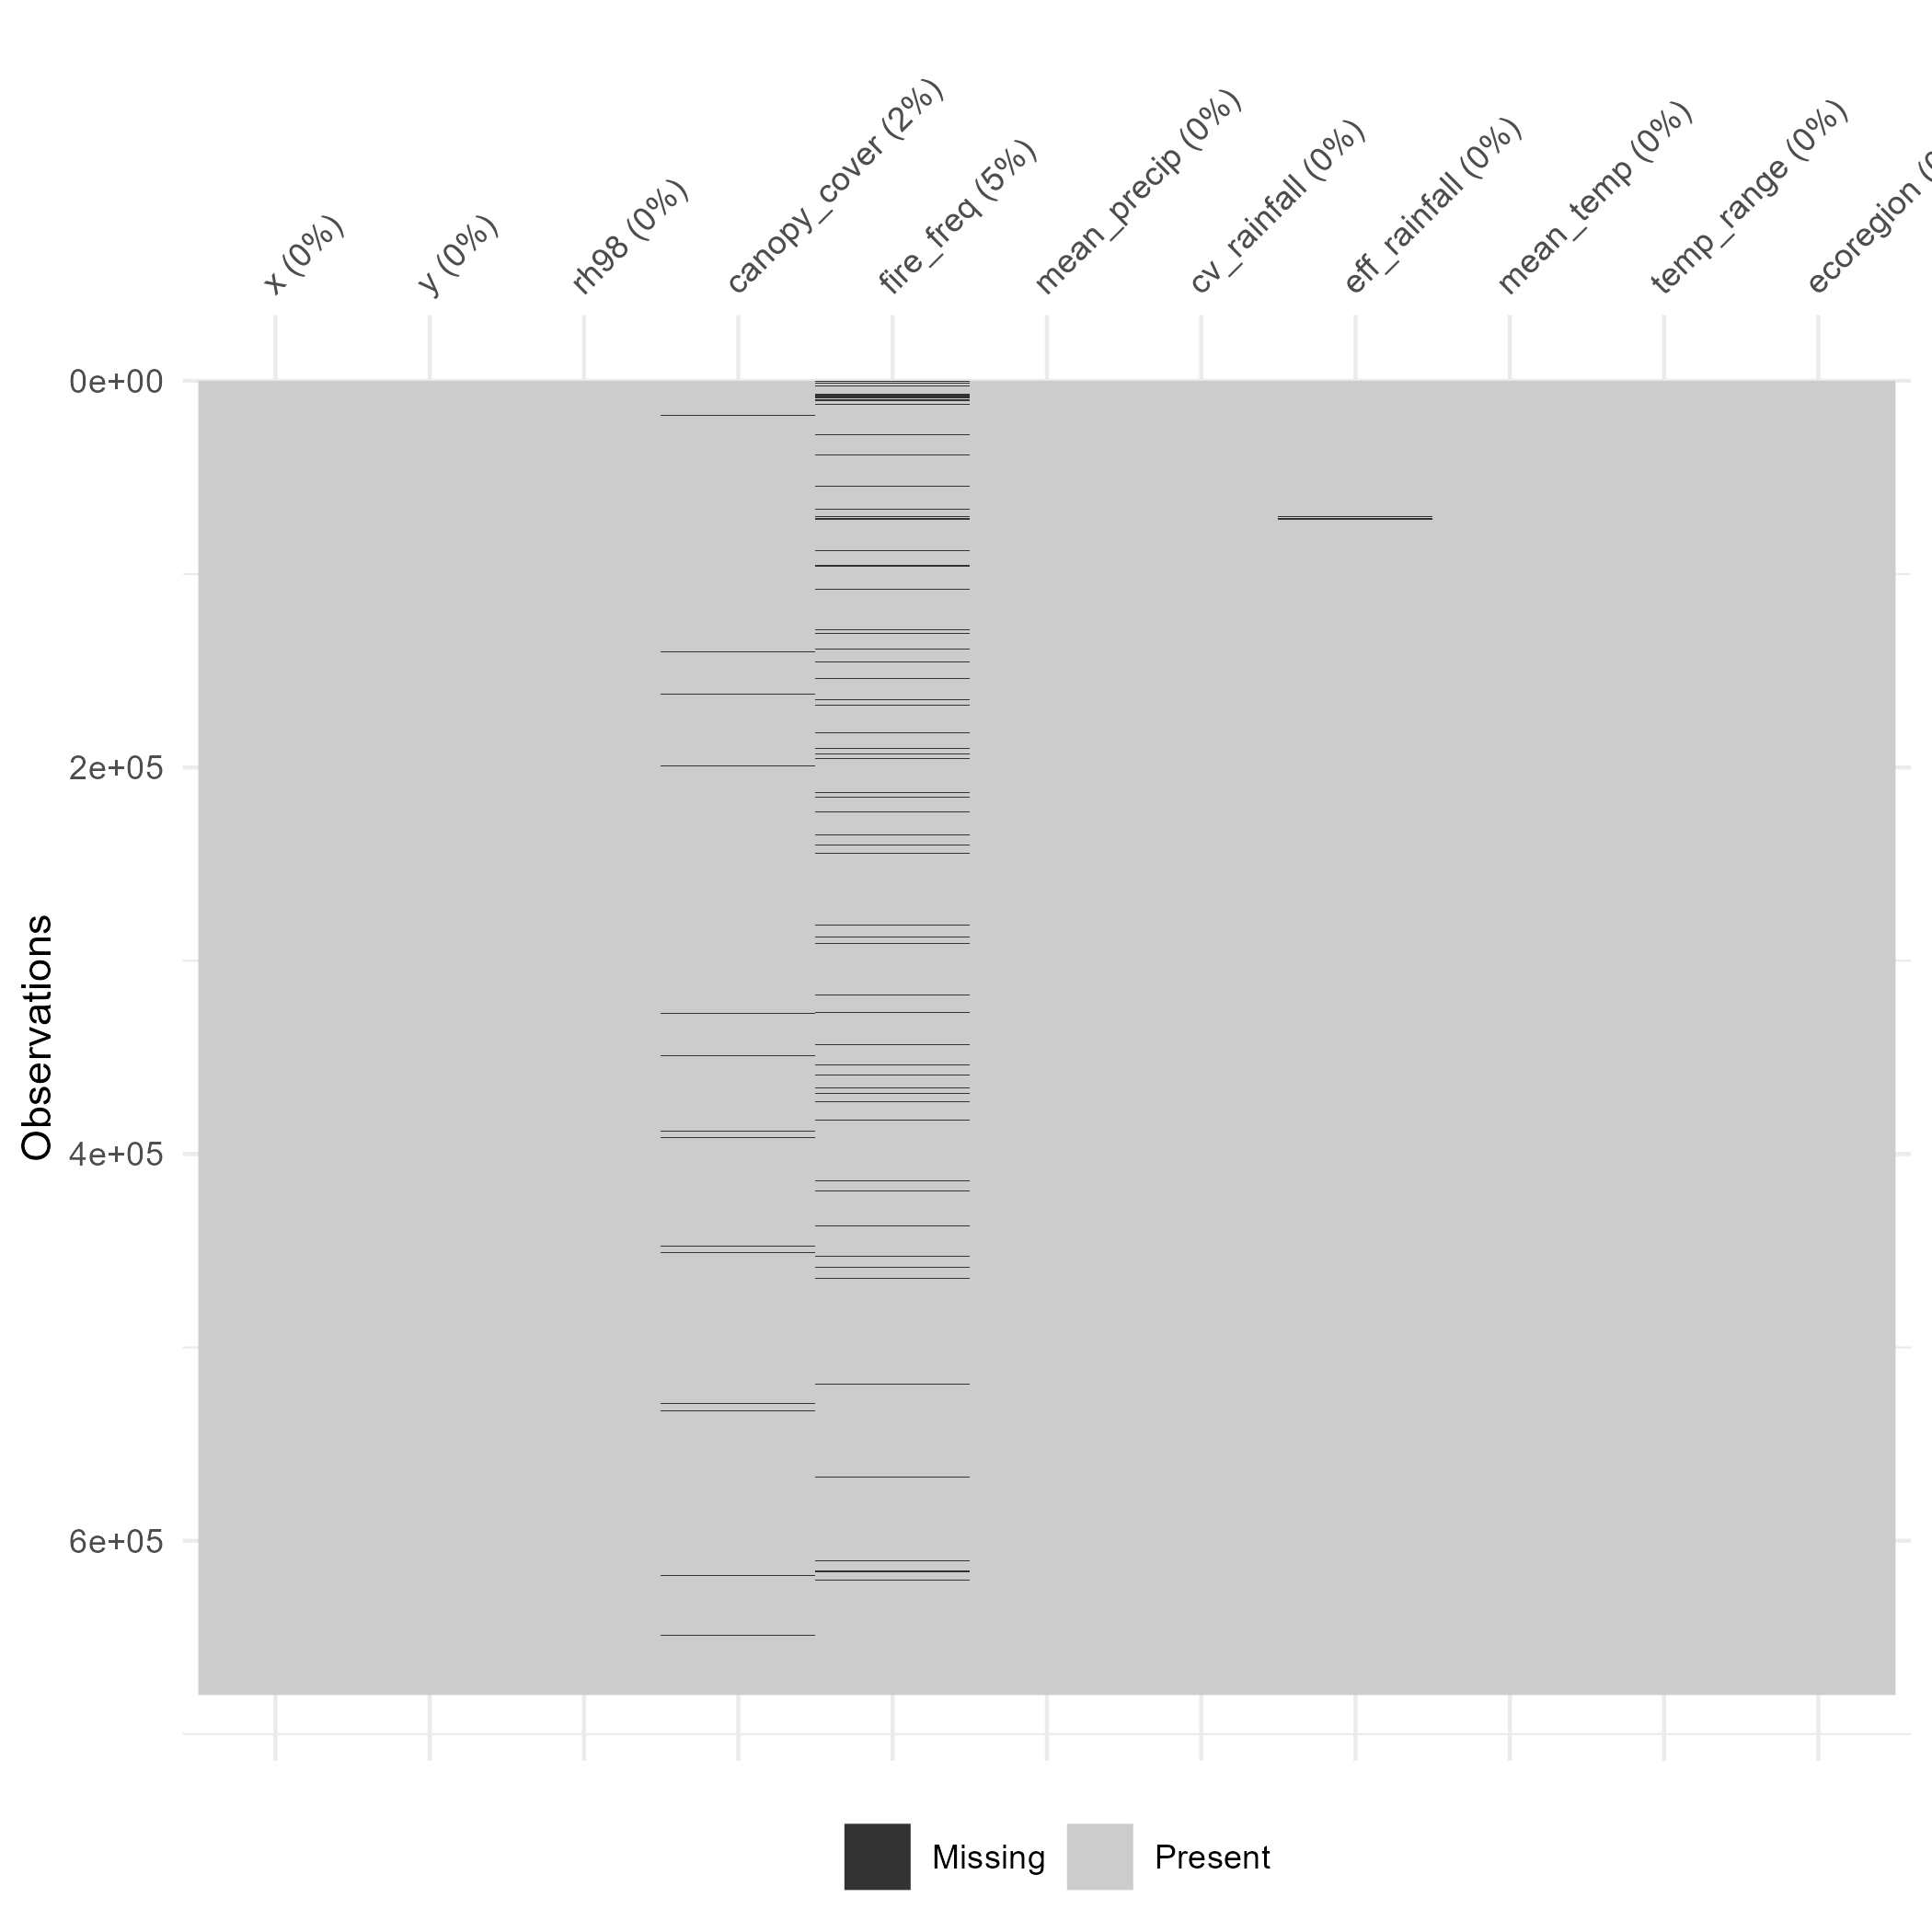 x (0%)
y (0%)
rh98 (0%)
canopy_cover (2%)
fire_freq (5%)
mean_precip (0%)
cv_rainfall (0%)
eff_rainfall (0%)
mean_temp (0%)
temp_range (0%)
ecoregion
0e+00
2e+05
4e+05
6e+05
Observations
Missing
Present